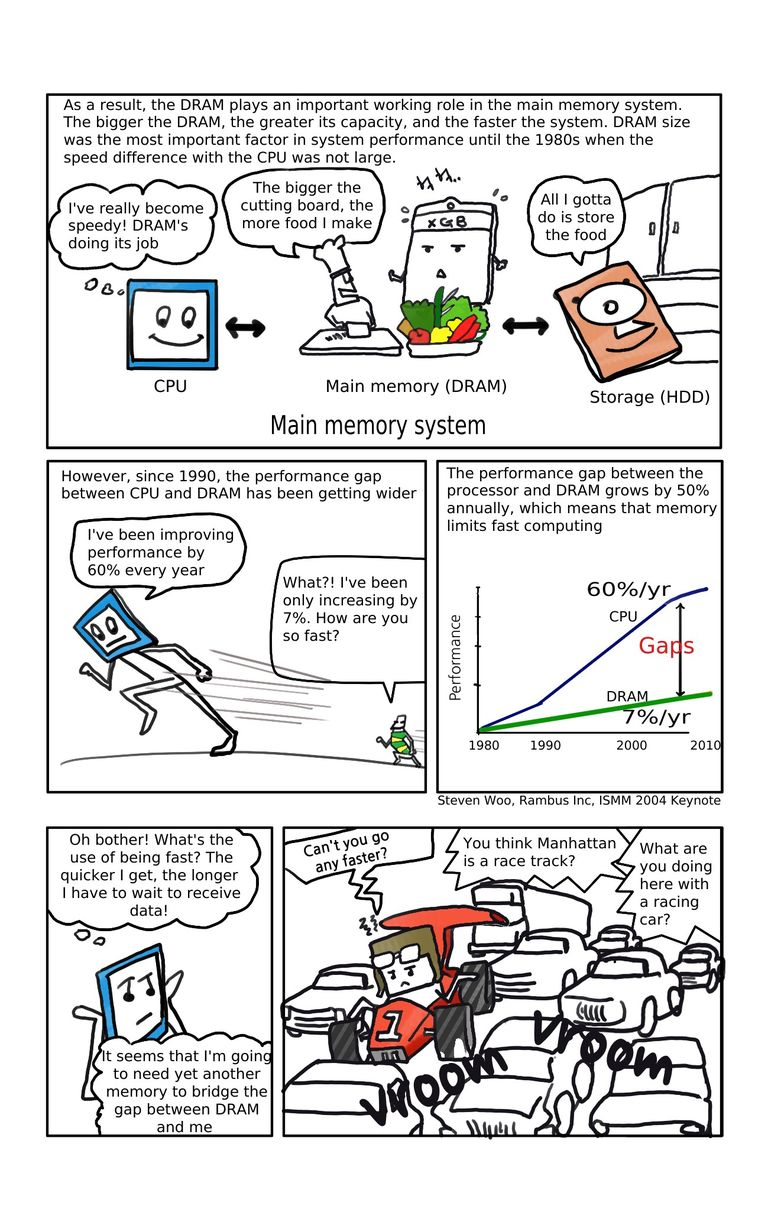 As a result, the DRAM plays an important working role in the main memory system.
The bigger the DRAM, the greater its capacity, and the faster the system. DRAM size
was the most important factor in system performance until the 1980s when the
speed difference with the CPU was not large.
I've really become
speedy! DRAM's
doing its job
The bigger the
cutting board, the
more food I make
XGB
All I gotta
do is store
the food
CPU
Main memory (DRAM)
Storage (HDD)
Main memory system
However, since 1990, the performance gap
between CPU and DRAM has been getting wider
I've been improving
performance by
60% every year
What?! I've been
only increasing by
7%. How are you
so fast?
The performance gap between the
processor and DRAM grows by 50%
annually, which means that memory
limits fast computing
60%/yr
CPU
Gaps
Performance
DRAM
7%/yr
1980 1990 2000 2010
Steven Woo, Rambus Inc, ISMM 2004 Keynote
Oh bother! What's the
use of being fast? The
quicker I get, the longer
I have to wait to receive
data!
It seems that I'm going
to need yet another
memory to bridge the
gap between DRAM
and me
Can't you go
any faster?
You think Manhattan
is a race track?
What are
you doing
here with
a racing
car?
1
vroom
vroom